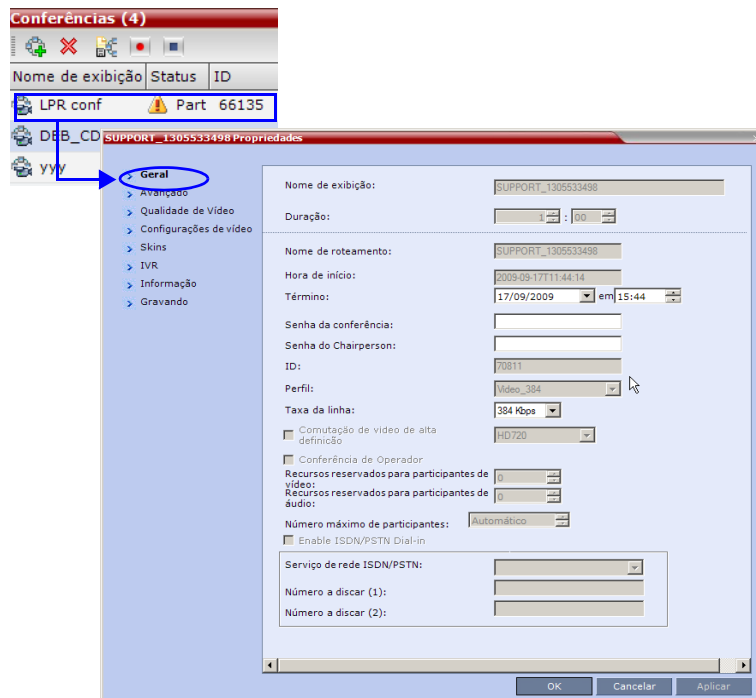 Conferências (4)
Nome de exibição Status ID
LPR conf Part 66135
DEB_CD
yyy
SUPPORT_1305533498 Propriedades
Geral
Avançado
Qualidade de Vídeo
Configurações de vídeo
Skins
IVR
Informação
Gravando
Nome de exibição: SUPPORT_1305533498
Duração: 1 : 00
Nome de roteamento: SUPPORT_1305533498
Hora de início: 2009-09-17T11:44:14
Término: 17/09/2009 em 15:44
Senha da conferência:
Senha do Chairperson:
ID: 70811
Perfil: Video_384
Taxa da linha: 384 Kbps
Comutação de video de alta
definicão HD720
Conferência de Operador
Recursos reservados para participantes de
vídeo: 0
Recursos reservados para participantes de
áudio: 0
Número máximo de participantes: Automático
Enable ISDN/PSTN Dial-in
Serviço de rede ISDN/PSTN:
Número a discar (1):
Número a discar (2):
OK Cancelar Aplicar